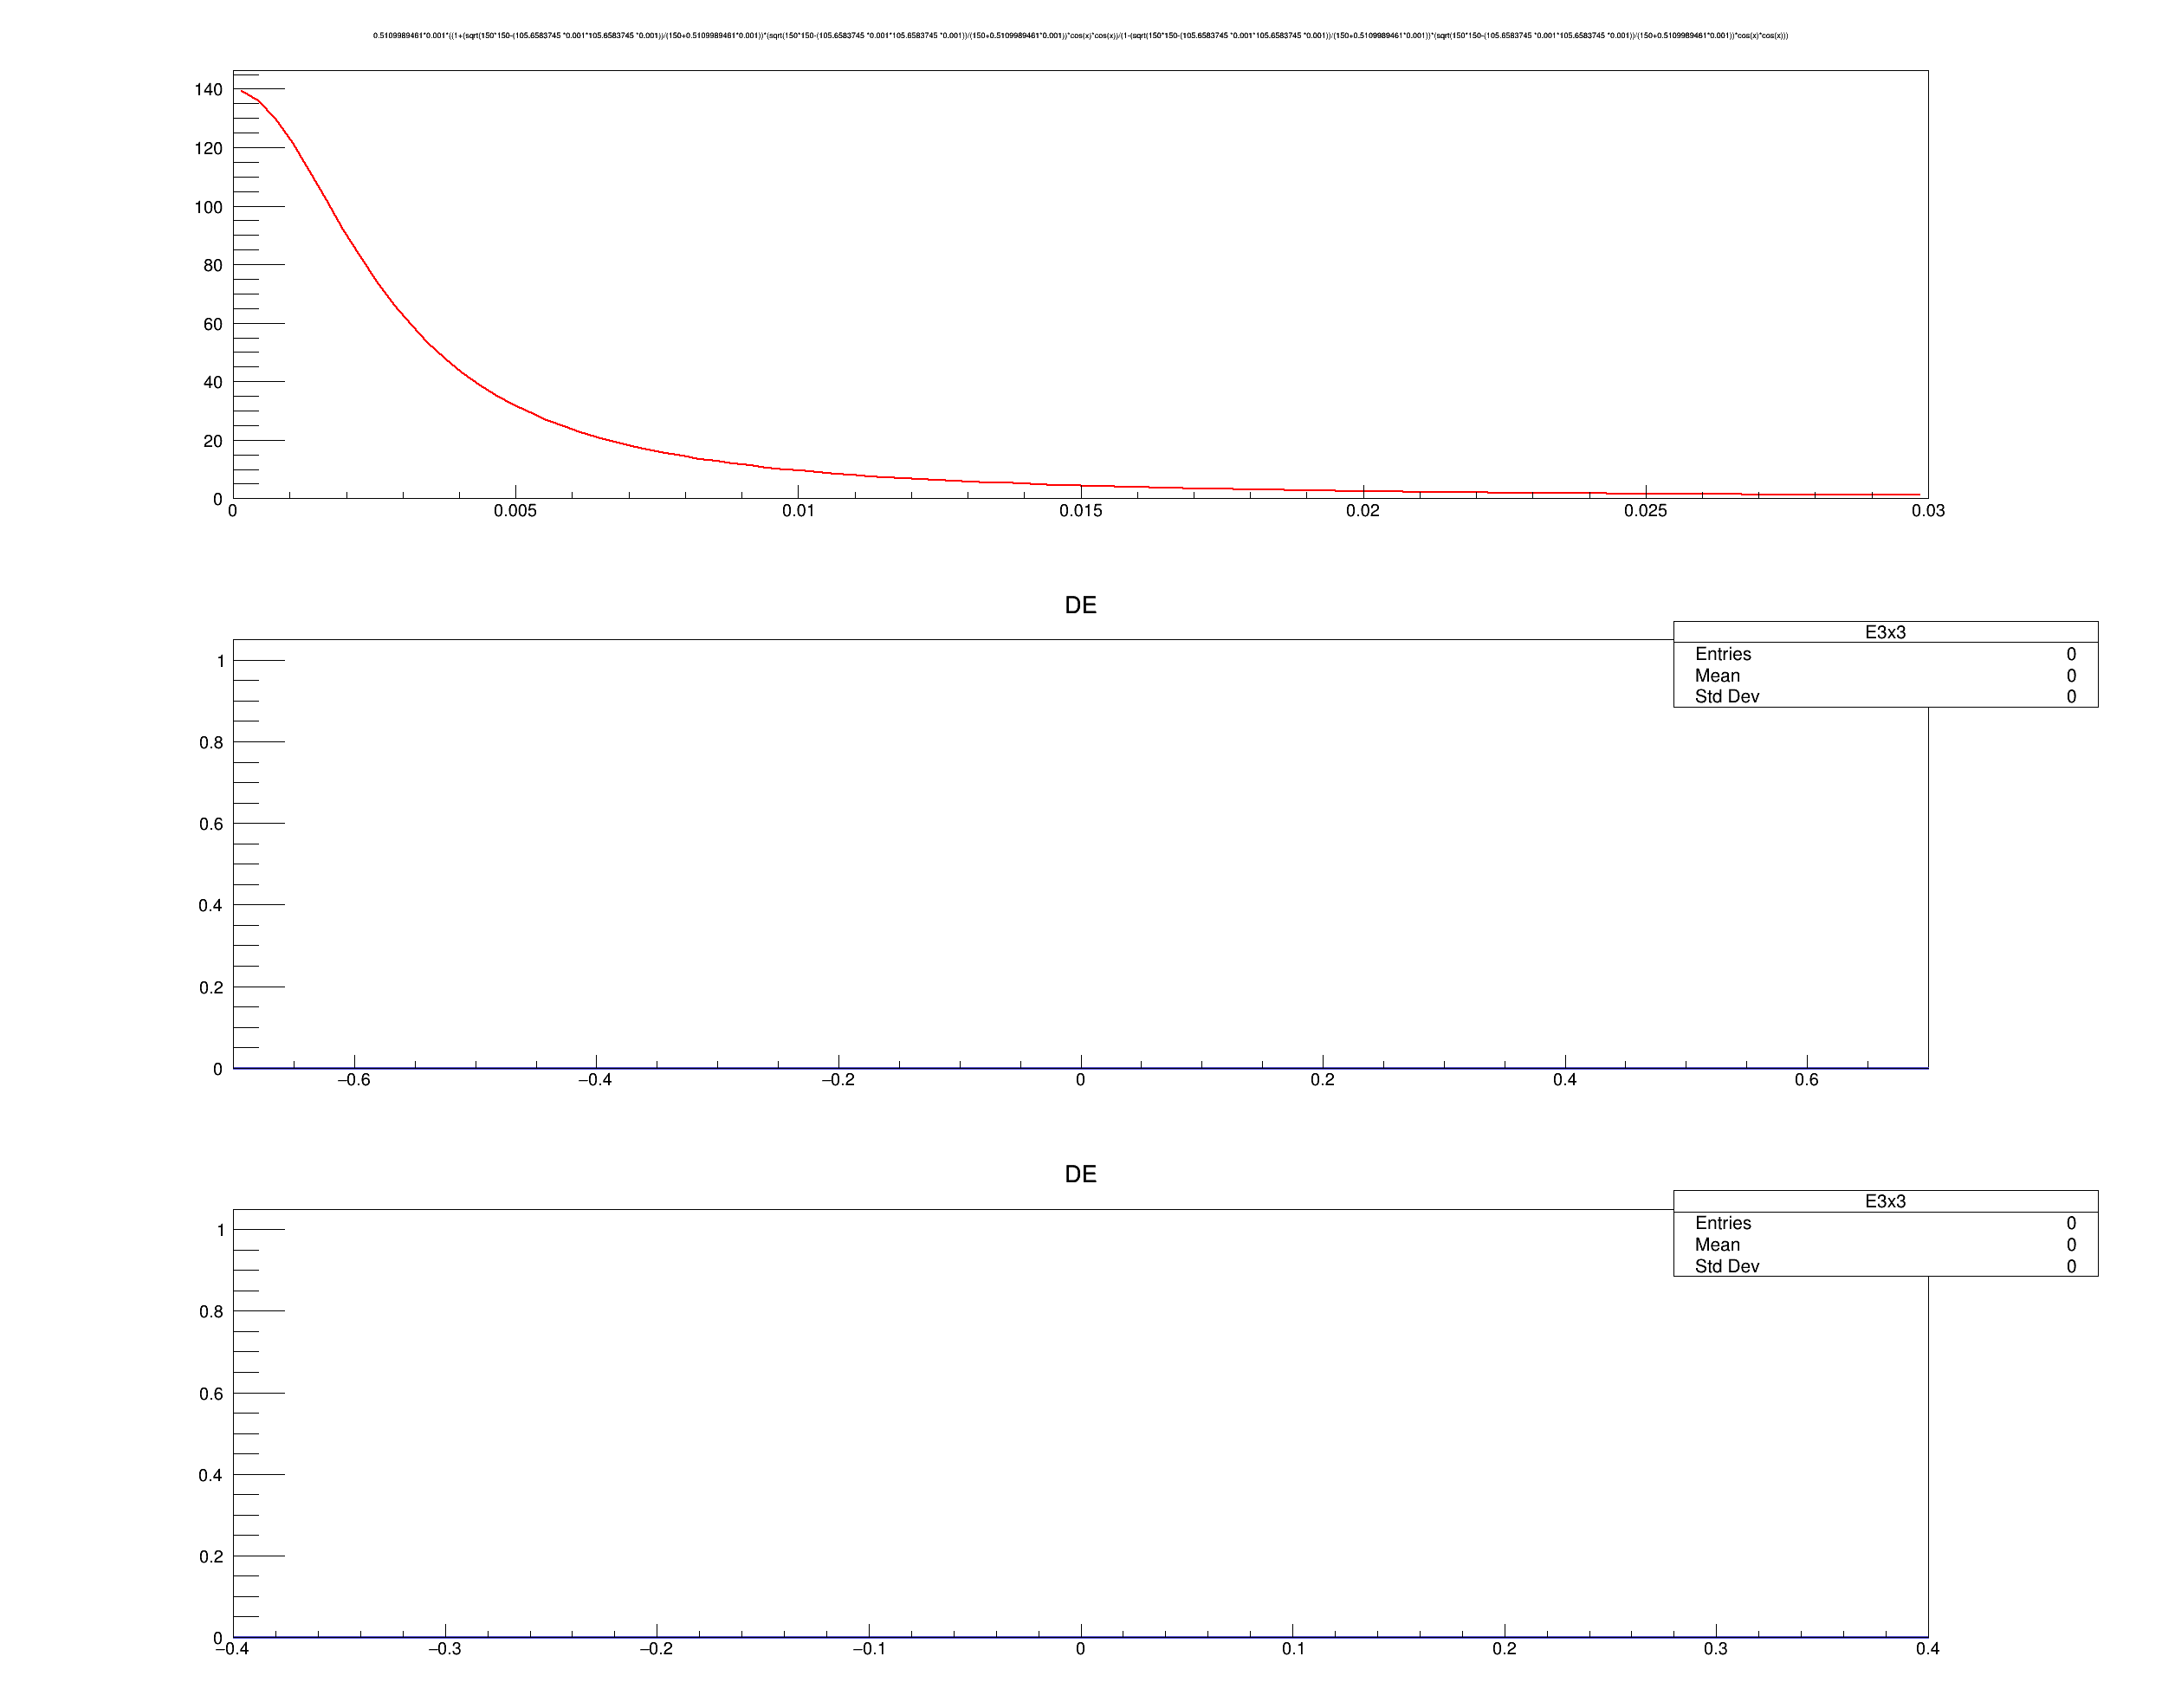 0.5109989461*0.001*((1+(sqrt(150*150-(105.6583745 *0.001*105.6583745 *0.001))/(150+0.5109989461*0.001))*(sqrt(150*150-(105.6583745 *0.001*105.6583745 *0.001))/(150+0.5109989461*0.001))*cos(x)*cos(x))/(1-(sqrt(150*150-(105.6583745 *0.001*105.6583745 *0.001))/(150+0.5109989461*0.001))*(sqrt(150*150-(105.6583745 *0.001*105.6583745 *0.001))/(150+0.5109989461*0.001))*cos(x)*cos(x)))
140
120
100
80
60
40
20
0
0 0.005 0.01 0.015 0.02 0.025 0.03
DE
E3x3
Entries 0
Mean 0
Std Dev 0
1
0.8
0.6
0.4
0.2
0
−0.6 −0.4 −0.2 0 0.2 0.4 0.6
DE
E3x3
Entries 0
Mean 0
Std Dev 0
1
0.8
0.6
0.4
0.2
0
−0.4 −0.3 −0.2 −0.1 0 0.1 0.2 0.3 0.4